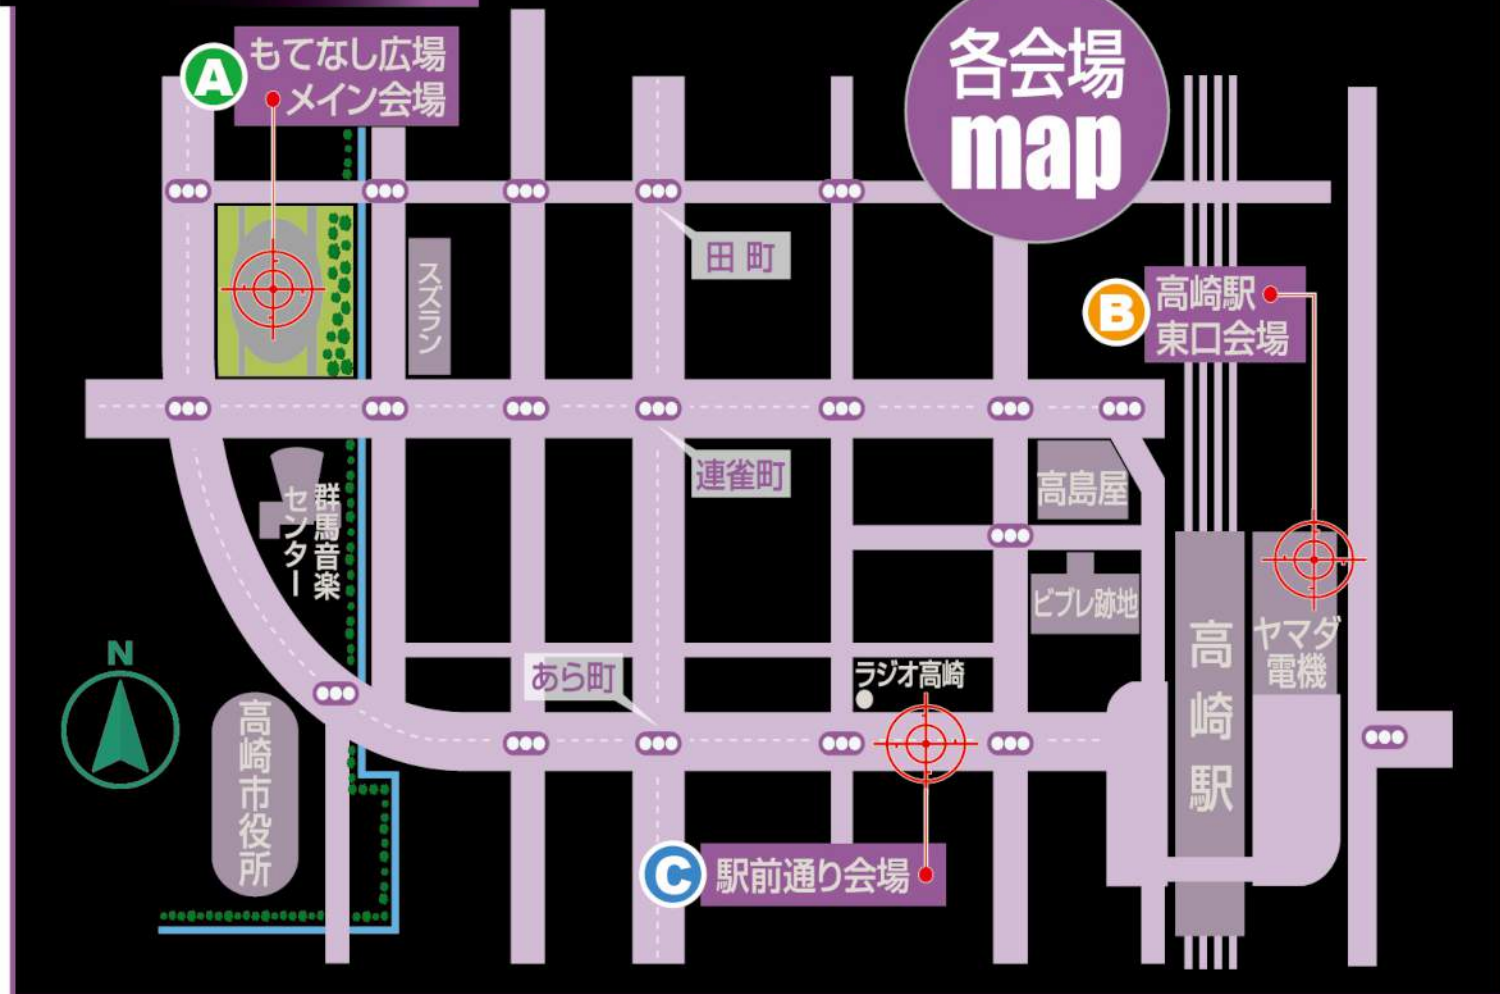 各会場
map
A
もてなし広場
メイン会場
田町
スズラン
B
高崎駅
東口会場
連雀町
高島屋
群馬音楽
センター
ビブレ跡地
ヤマダ
電機
高崎駅
あら町
ラジオ高崎
N
高崎市役所
C
駅前通り会場